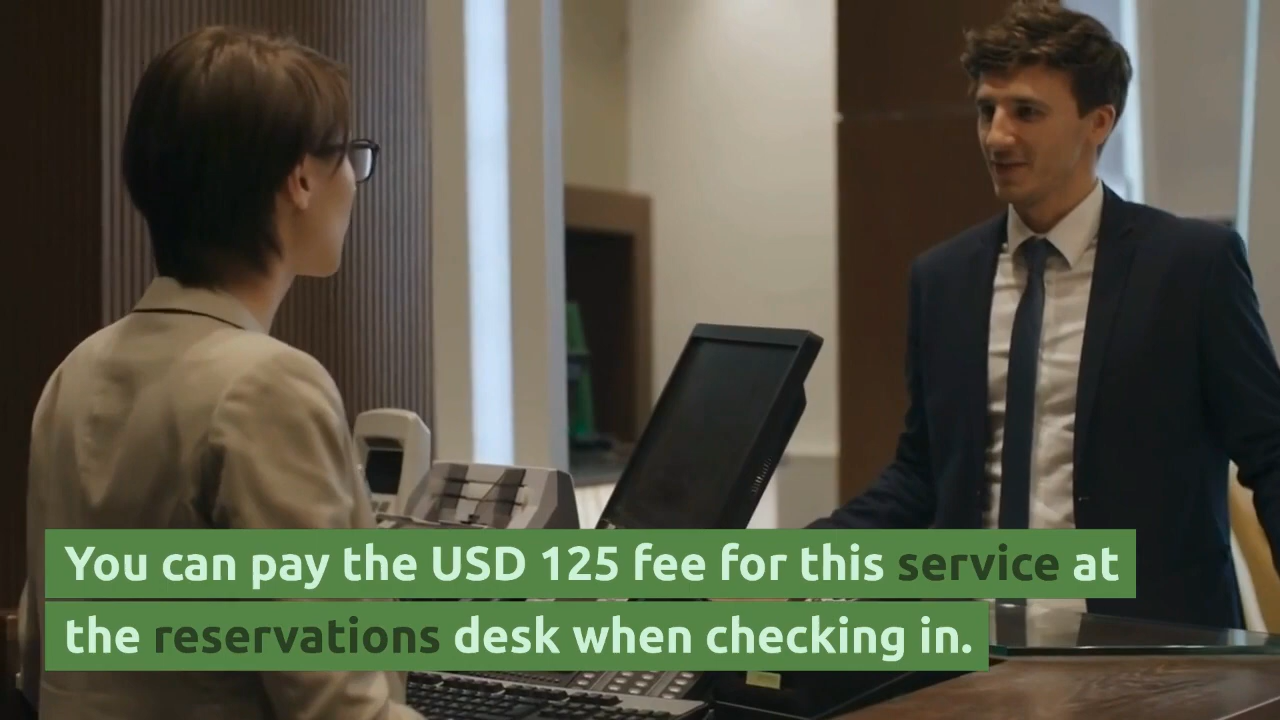 You can pay the USD 125 fee for this service at
the reservations desk when checking in.